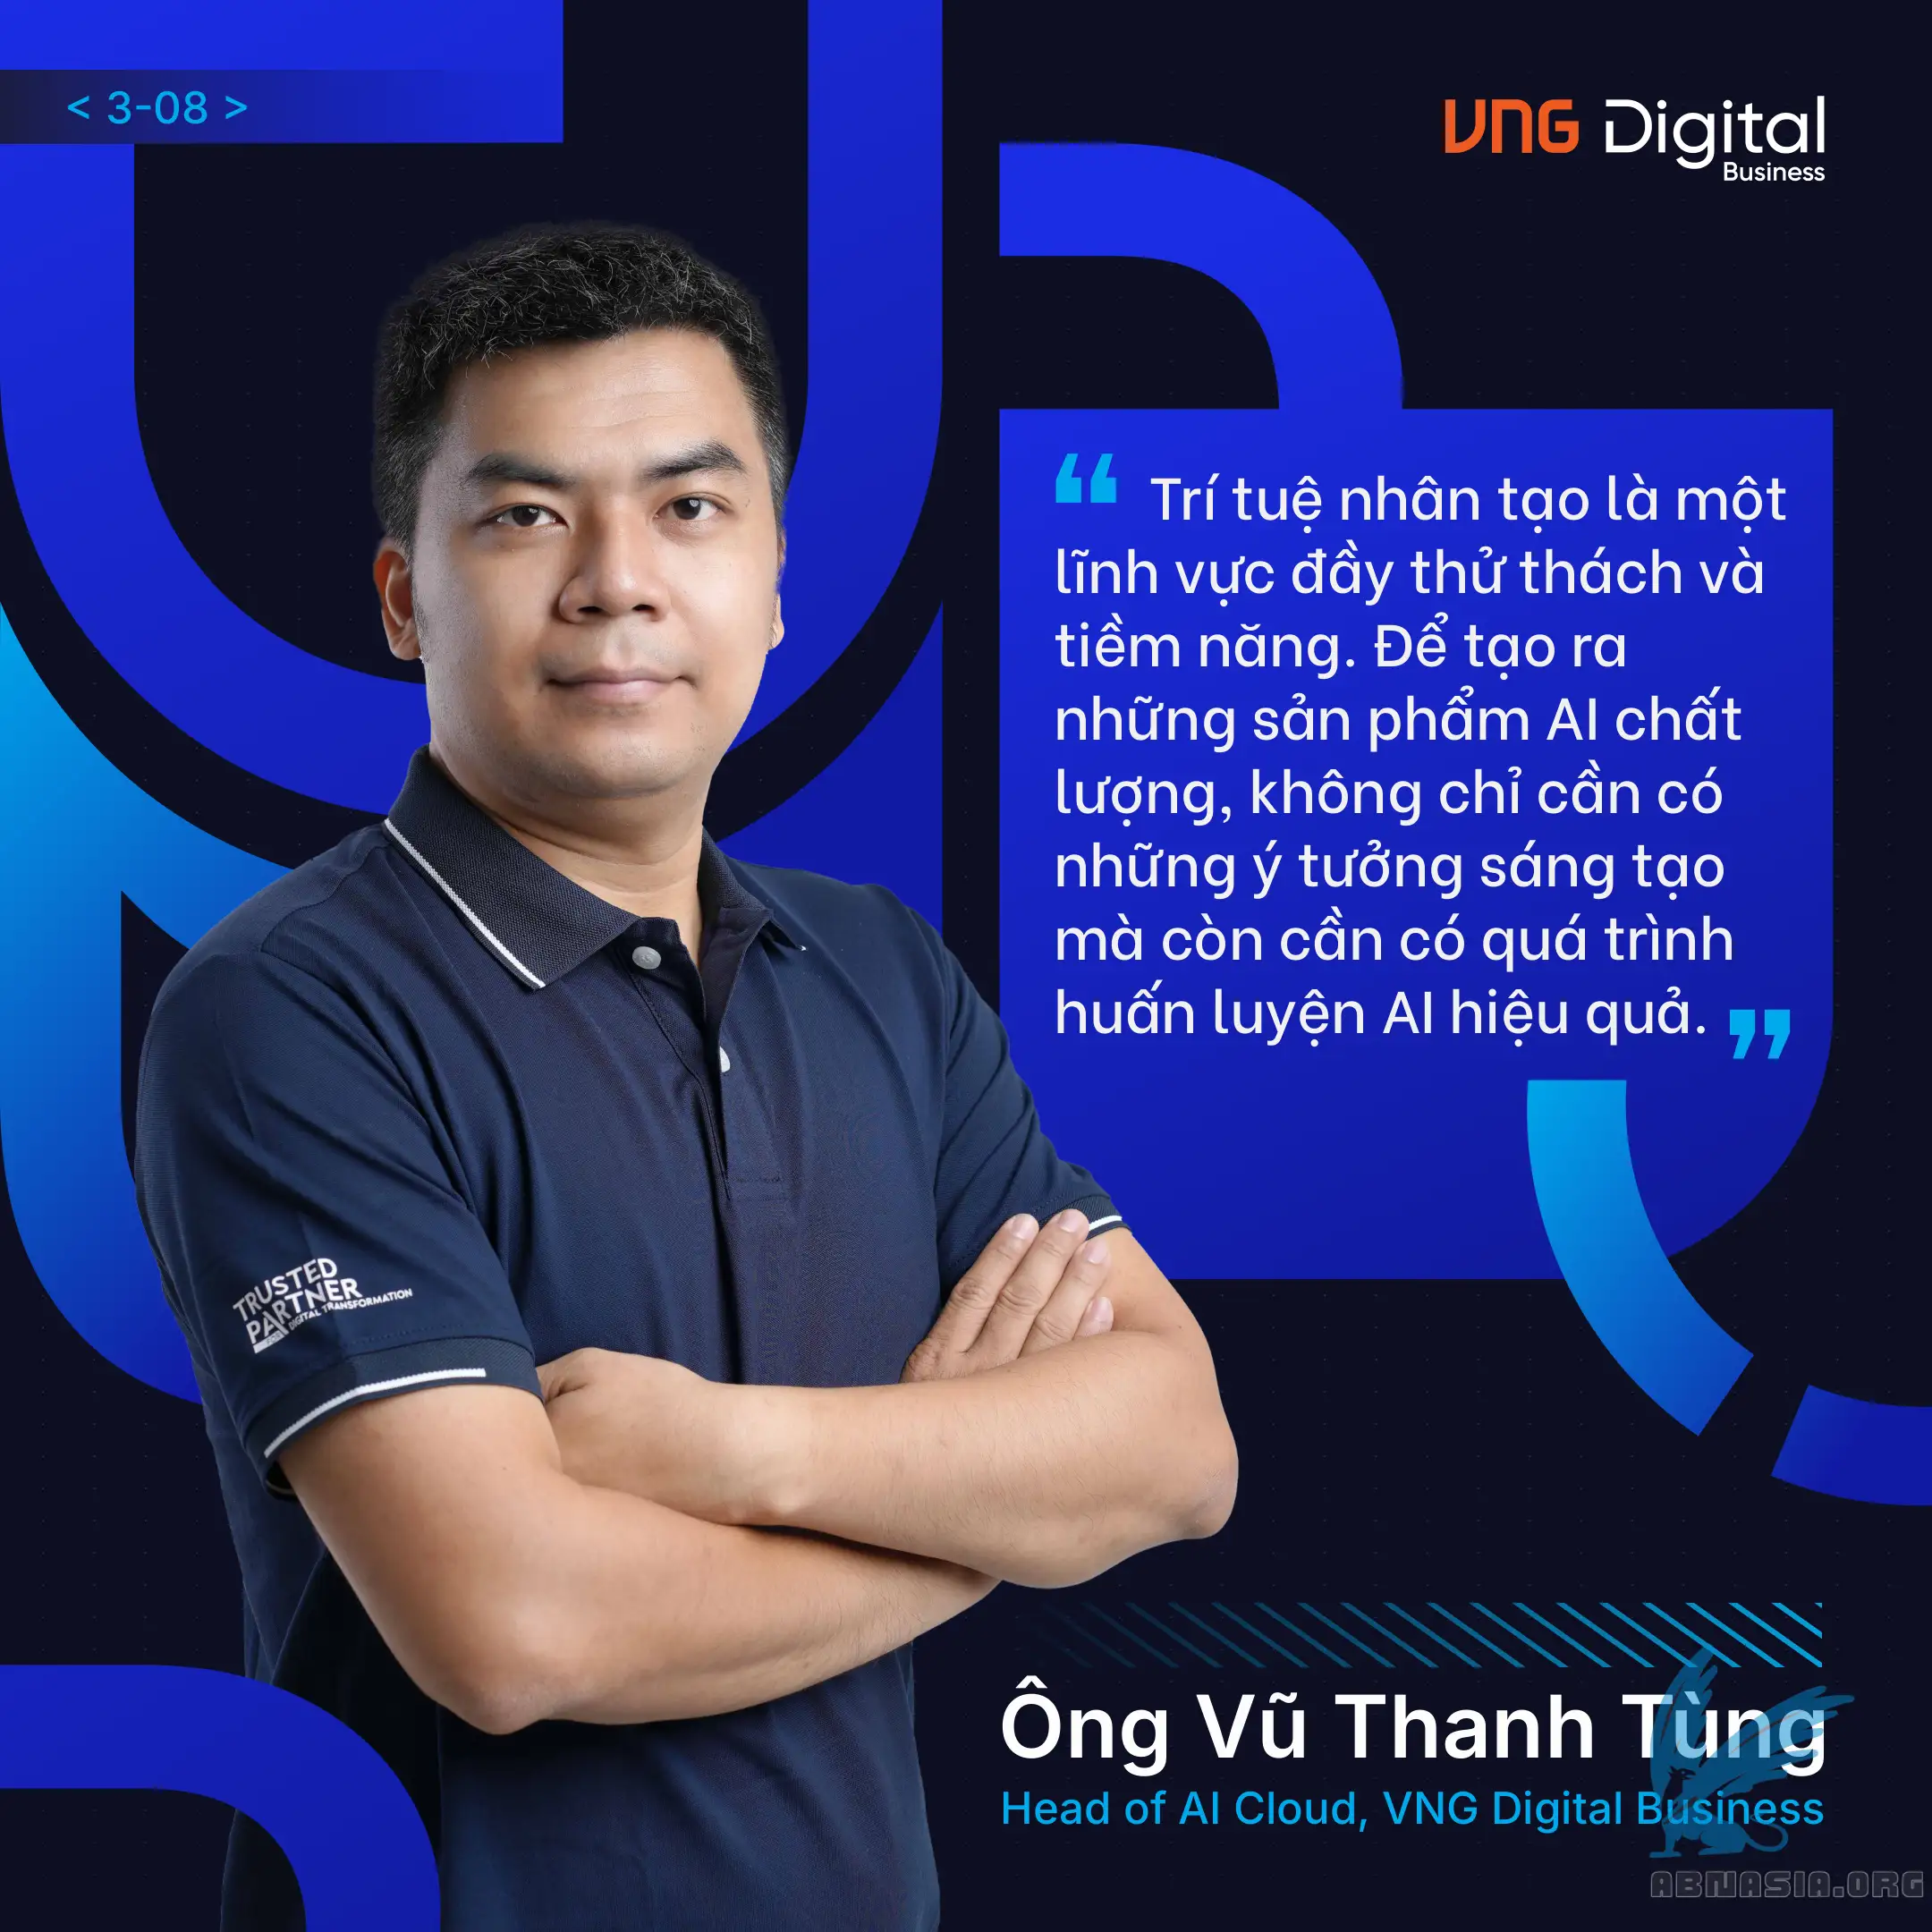 < 3-08 >
VNG Digital
Business
“ Trí tuệ nhân tạo là một
lĩnh vực đầy thử thách và
tiềm năng. Để tạo ra
những sản phẩm AI chất
lượng, không chỉ cần có
những ý tưởng sáng tạo
mà còn cần có quá trình
huấn luyện AI hiệu quả. ”
TRUSTED
PARTNER
FOR DIGITAL TRANSFORMATION
Ông Vũ Thanh Tùng
Head of AI Cloud, VNG Digital Business
ABNASIA.ORG